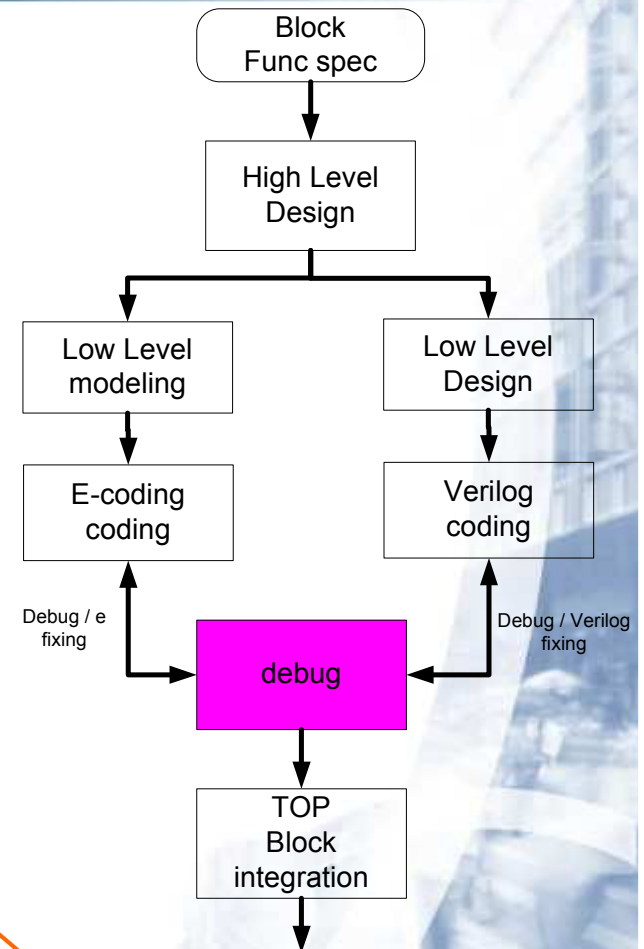 Block
Func spec
High Level
Design
Low Level
modeling
Low Level
Design
E-coding
coding
Verilog
coding
Debug / e
fixing
debug
Debug / Verilog
fixing
TOP
Block
integration